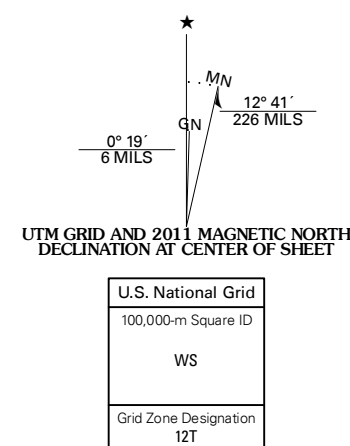 ★
MN
12° 41´
226 MILS
GN
0° 19´
6 MILS
UTM GRID AND 2011 MAGNETIC NORTH
DECLINATION AT CENTER OF SHEET
U.S. National Grid
100,000-m Square ID
WS
Grid Zone Designation
12T